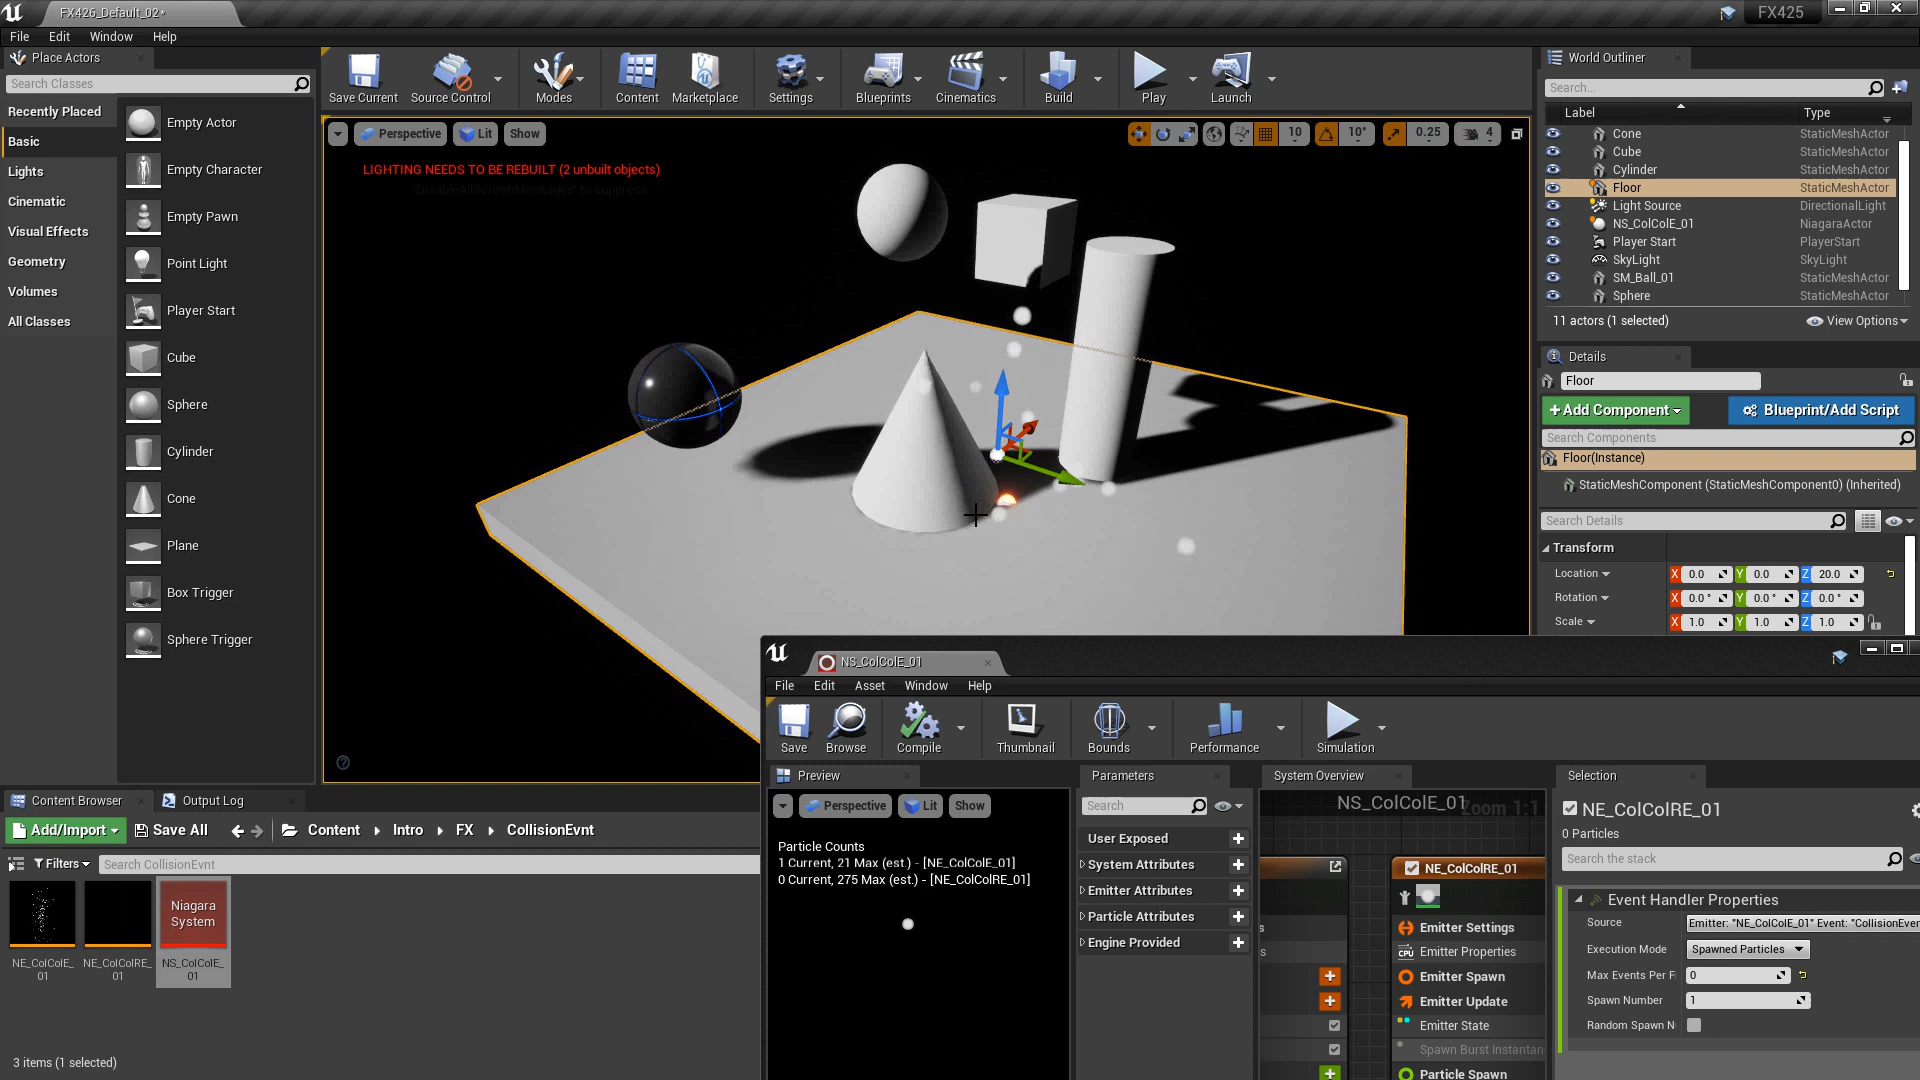 FX426_Default_02*
FX425
File Edit Window Help
Place Actors
Search Classes
Recently Placed
Basic
Lights
Cinematic
Visual Effects
Geometry
Volumes
All Classes
Empty Actor
Empty Character
Empty Pawn
Point Light
Player Start
Cube
Sphere
Cylinder
Cone
Plane
Box Trigger
Sphere Trigger
Save Current
Source Control
Modes
Content
Marketplace
Settings
Blueprints
Cinematics
Build
Play
Launch
Perspective Lit Show
10 10° 0.25 4
LIGHTING NEEDS TO BE REBUILT (2 unbuilt objects)
'DisableAllScreenMessages' to suppress
World Outliner
Search...
Label Type
Cone StaticMeshActor
Cube StaticMeshActor
Cylinder StaticMeshActor
Floor StaticMeshActor
Light Source DirectionalLight
NS_ColColE_01 NiagaraActor
Player Start PlayerStart
SkyLight SkyLight
SM_Ball_01 StaticMeshActor
Sphere StaticMeshActor
11 actors (1 selected) View Options
Details
Floor
+Add Component Blueprint/Add Script
Search Components
Floor(Instance)
StaticMeshComponent (StaticMeshComponent0) (Inherited)
Search Details
Transform
Location X 0.0 Y 0.0 Z 20.0
Rotation X 0.0° Y 0.0° Z 0.0°
Scale X 1.0 Y 1.0 Z 1.0
Content Browser
Output Log
Add/Import Save All Content Intro FX CollisionEvnt
Filters Search CollisionEvnt
Niagara
System
NE_ColColE_
01
NE_ColColRE_
01
NS_ColColE_
01
3 items (1 selected)
NS_ColColE_01
File Edit Asset Window Help
Save
Browse
Compile
Thumbnail
Bounds
Performance
Simulation
Preview
Perspective Lit Show
Particle Counts
1 Current, 21 Max (est.) - [NE_ColColE_01]
0 Current, 275 Max (est.) - [NE_ColColRE_01]
Parameters
Search
User Exposed
System Attributes
Emitter Attributes
Particle Attributes
Engine Provided
System Overview
NS_ColColE_01
Zoom 1:1
s
s
NE_ColColRE_01
Emitter Settings
CPU Emitter Properties
Emitter Spawn
Emitter Update
Emitter State
Spawn Burst Instantan
Particle Spawn
Selection
NE_ColColRE_01
0 Particles
Search the stack
Event Handler Properties
Source Emitter: "NE_ColColE_01" Event: "CollisionEver
Execution Mode Spawned Particles
Max Events Per F 0
Spawn Number 1
Random Spawn N